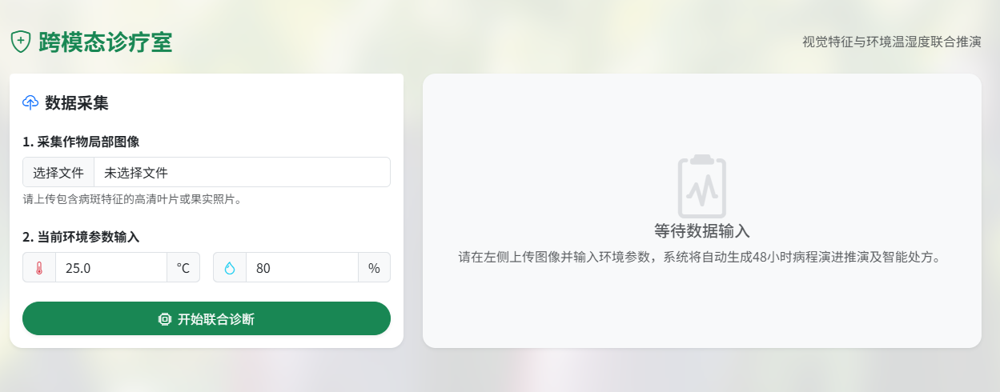 跨模态诊疗室
视觉特征与环境温湿度联合推演
数据采集
1. 采集作物局部图像
选择文件 未选择文件
请上传包含病斑特征的高清叶片或果实照片。
2. 当前环境参数输入
25.0 °C 80 %
开始联合诊断
等待数据输入
请在左侧上传图像并输入环境参数，系统将自动生成48小时病程演进推演及智能处方。